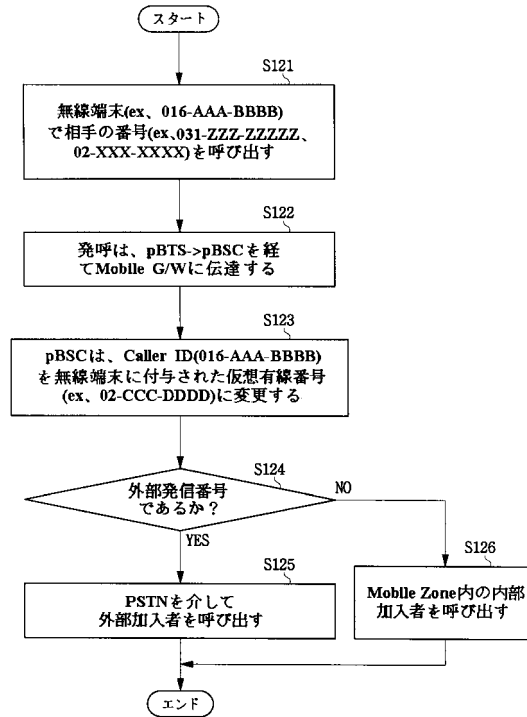 スタート
S121
無線端末(ex、016-AAA-BBBB)
で相手の番号(ex、031-ZZZ-ZZZZZ、
02-XXX-XXXX)を呼び出す
S122
発呼は、pBTS->pBSCを経
てMobile G/Wに伝達する
S123
pBSCは、Caller ID(016-AAA-BBBB)
を無線端末に付与された仮想有線番号
(ex、02-CCC-DDDD)に変更する
S124
外部発信番号
であるか？
NO
YES
S125
PSTNを介して
外部加入者を呼び出す
S126
Mobile Zone内の内部
加入者を呼び出す
エンド